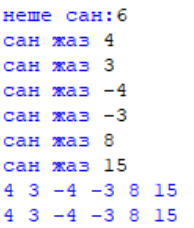 неше сан:6
сан жаз 4
сан жаз 3
сан жаз -4
сан жаз -3
сан жаз 8
сан жаз 15
4 3 -4 -3 8 15
4 3 -4 -3 8 15